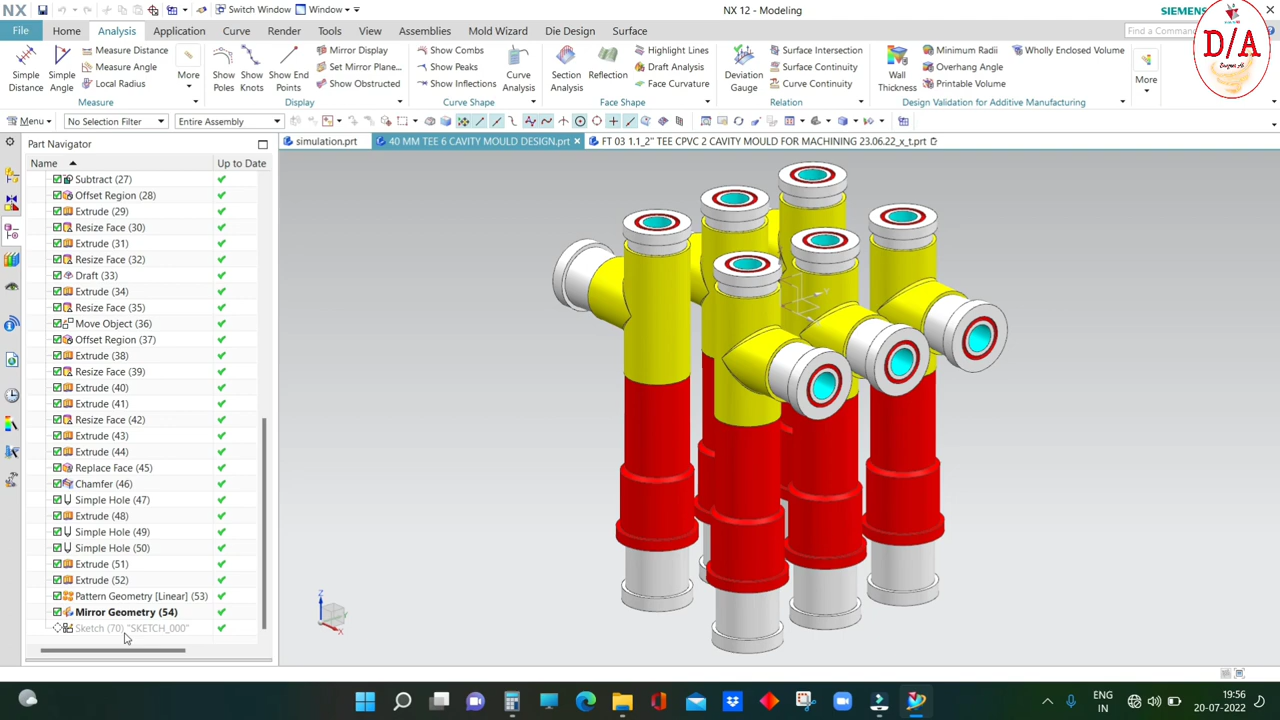 NX
Switch Window
Window
NX 12 - Modeling
SIEMENS
File
Home
Analysis
Application
Curve
Render
Tools
View
Assemblies
Mold Wizard
Die Design
Surface
Find a Comma
D/A
Simple Distance
Simple Angle
Measure Distance
Measure Angle
Local Radius
More
Measure
Show Poles
Show Knots
Show End Points
Mirror Display
Set Mirror Plane...
Show Obstructed
Display
Show Combs
Show Peaks
Show Inflections
Curve Analysis
Curve Shape
Section Analysis
Reflection
Highlight Lines
Draft Analysis
Face Curvature
Face Shape
Deviation Gauge
Surface Intersection
Surface Continuity
Curve Continuity
Relation
Wall Thickness
Minimum Radii
Overhang Angle
Printable Volume
Wholly Enclosed Volume
Design Validation for Additive Manufacturing
More
Menu
No Selection Filter
Entire Assembly
Part Navigator
simulation.prt
40 MM TEE 6 CAVITY MOULD DESIGN.prt
FT 03 1.1_2" TEE CPVC 2 CAVITY MOULD FOR MACHINING 23.06.22_x_t.prt
Name
Up to Date
Subtract (27)
Offset Region (28)
Extrude (29)
Resize Face (30)
Extrude (31)
Resize Face (32)
Draft (33)
Extrude (34)
Resize Face (35)
Move Object (36)
Offset Region (37)
Extrude (38)
Resize Face (39)
Extrude (40)
Extrude (41)
Resize Face (42)
Extrude (43)
Extrude (44)
Replace Face (45)
Chamfer (46)
Simple Hole (47)
Extrude (48)
Simple Hole (49)
Simple Hole (50)
Extrude (51)
Extrude (52)
Pattern Geometry [Linear] (53)
Mirror Geometry (54)
Sketch (70) "SKETCH_000"
Z
X
Y
ENG
IN
19:56
20-07-2022